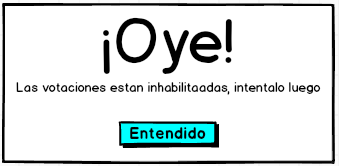 ¡Oye!
Las votaciones estan inhabilitaadas, intentalo luego
Entendido